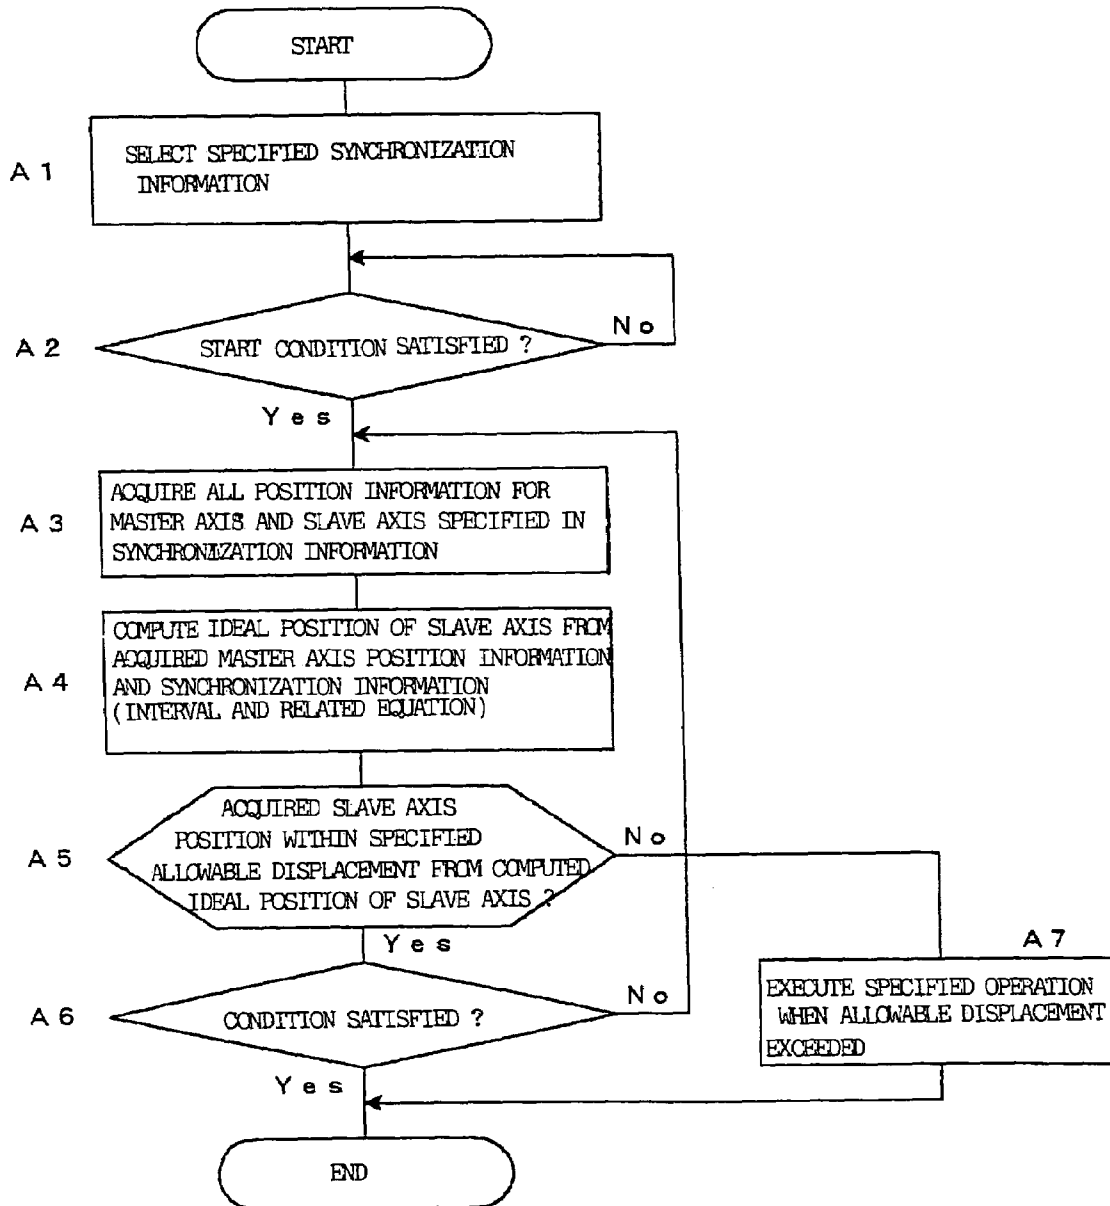 START
A 1
SELECT SPECIFIED SYNCHRONIZATION
INFORMATION
A 2
START CONDITION SATISFIED ?
No
Yes
A 3
ACQUIRE ALL POSITION INFORMATION FOR
MASTER AXIS AND SLAVE AXIS SPECIFIED IN
SYNCHRONIZATION INFORMATION
A 4
COMPUTE IDEAL POSITION OF SLAVE AXIS FROM
ACQUIRED MASTER AXIS POSITION INFORMATION
AND SYNCHRONIZATION INFORMATION
(INTERVAL AND RELATED EQUATION)
A 5
ACQUIRED SLAVE AXIS
POSITION WITHIN SPECIFIED
ALLOWABLE DISPLACEMENT FROM COMPUTED
IDEAL POSITION OF SLAVE AXIS ?
No
Yes
A 6
CONDITION SATISFIED ?
No
Yes
A 7
EXECUTE SPECIFIED OPERATION
WHEN ALLOWABLE DISPLACEMENT
EXCEEDED
END